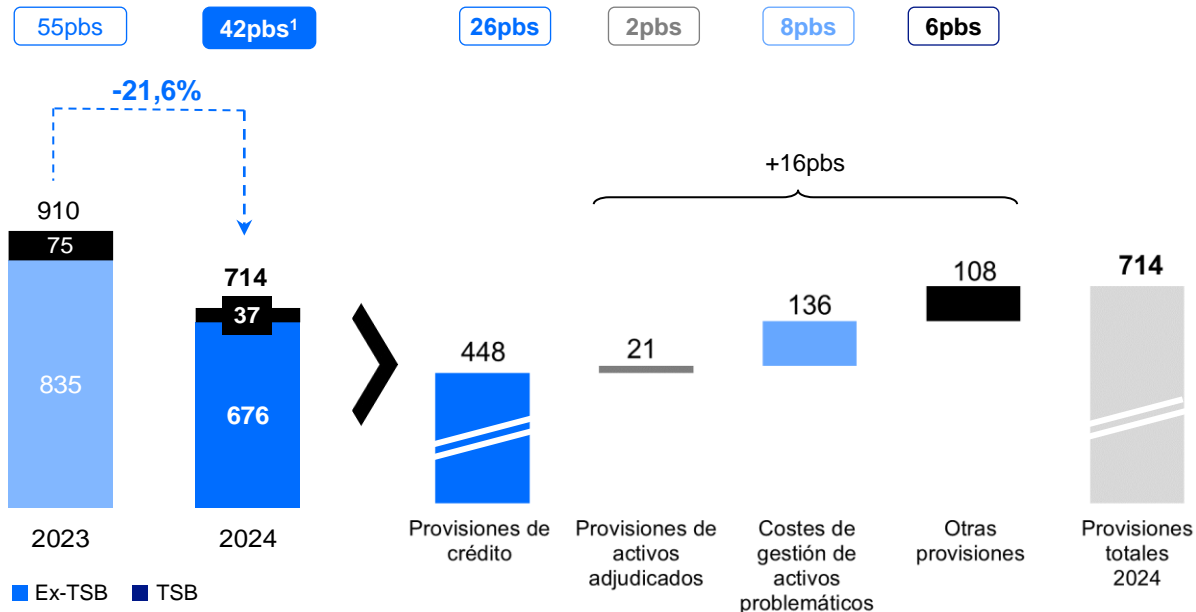 55pbs
42pbs¹
26pbs
2pbs
8pbs
6pbs
-21,6%
+16pbs
910
75
835
2023
714
37
676
2024
448
Provisiones de
crédito
21
Provisiones de
activos
adjudicados
136
Costes de
gestión de
activos
problemáticos
108
Otras
provisiones
714
Provisiones
totales
2024
Ex-TSB
TSB